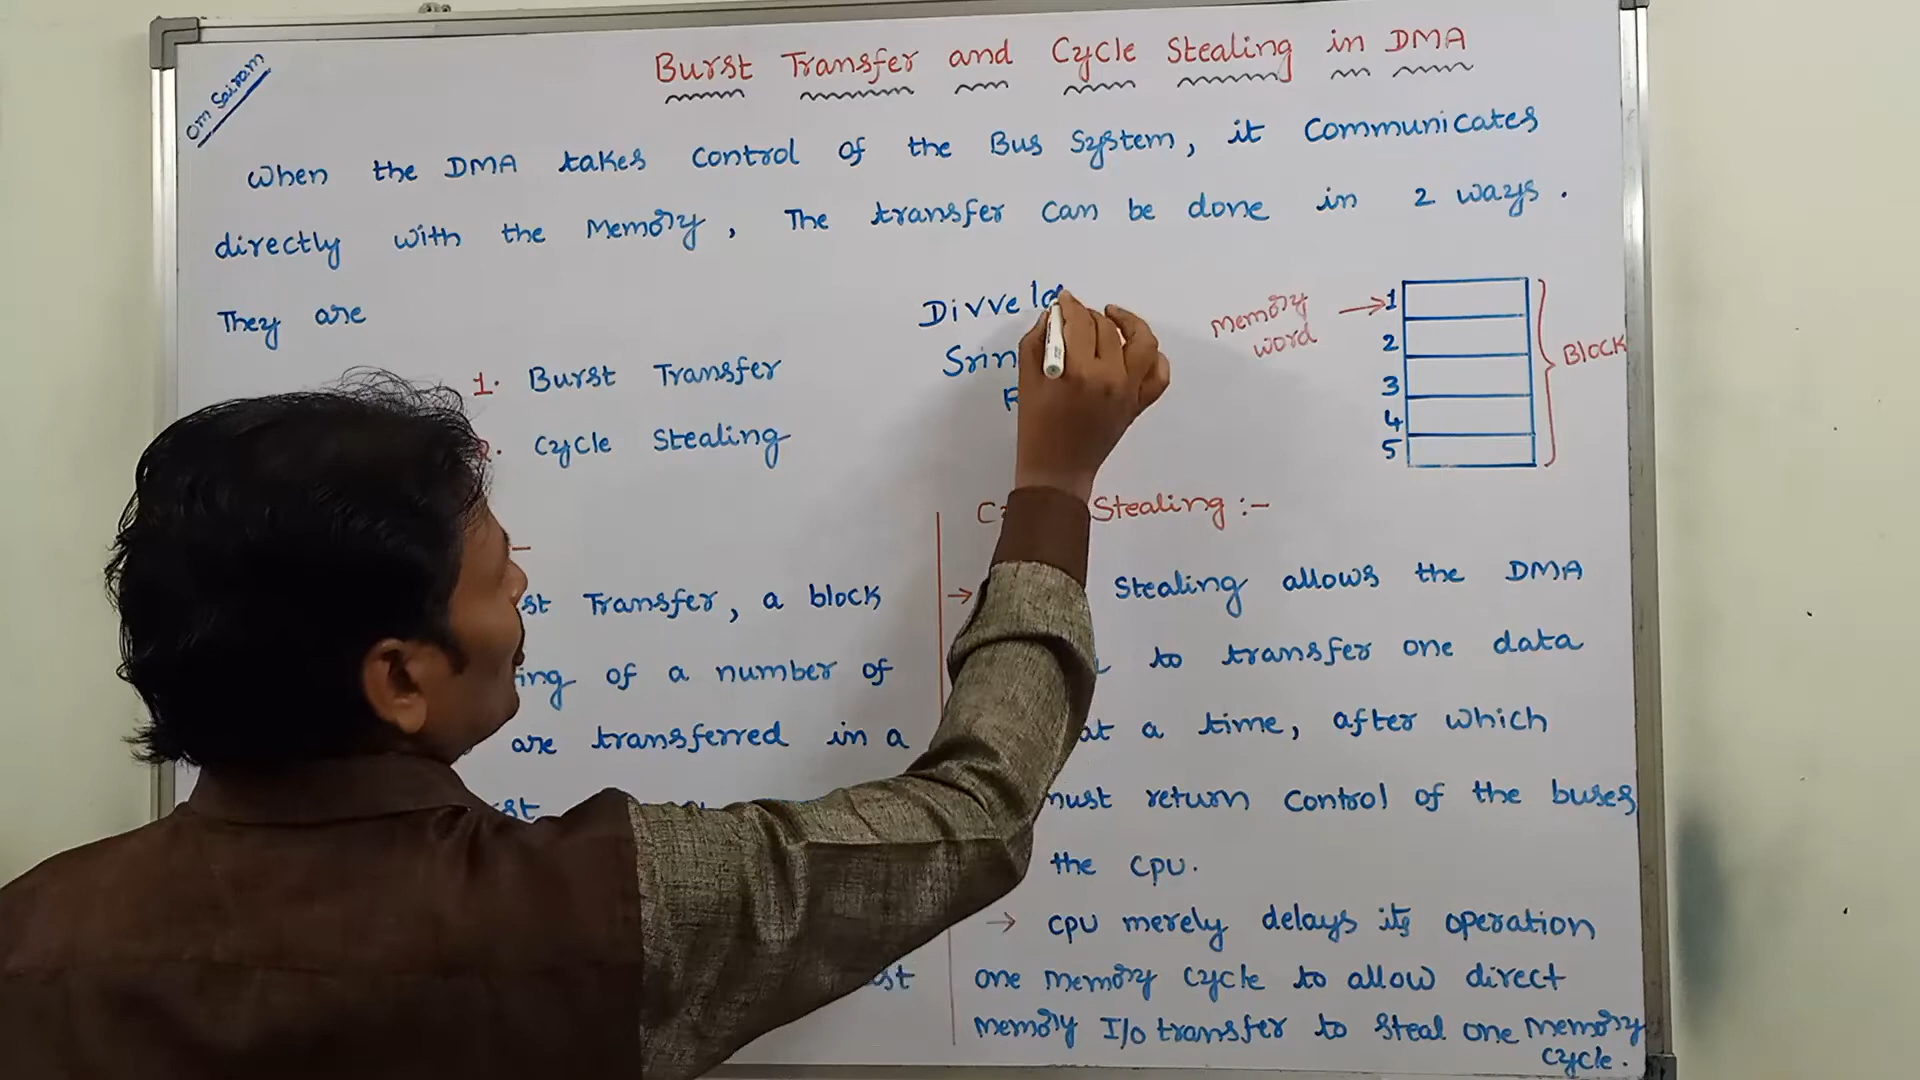 Om Sairam
Burst Transfer and Cycle Stealing in DMA
When the DMA takes control of the Bus System, it communicates
directly with the Memory, The transfer can be done in 2 ways.
They are
1. Burst Transfer
2. Cycle Stealing
Divvela
Memory
word
1
2
3
4
5
Block
st Transfer, a block
ing of a number of
are transferred in a
Stealing :-
→ Stealing allows the DMA
to transfer one data
at a time, after which
must return control of the buses
the CPU.
→ CPU merely delays its operation
one memory cycle to allow direct
memory I/O transfer to steal one memory
cycle.